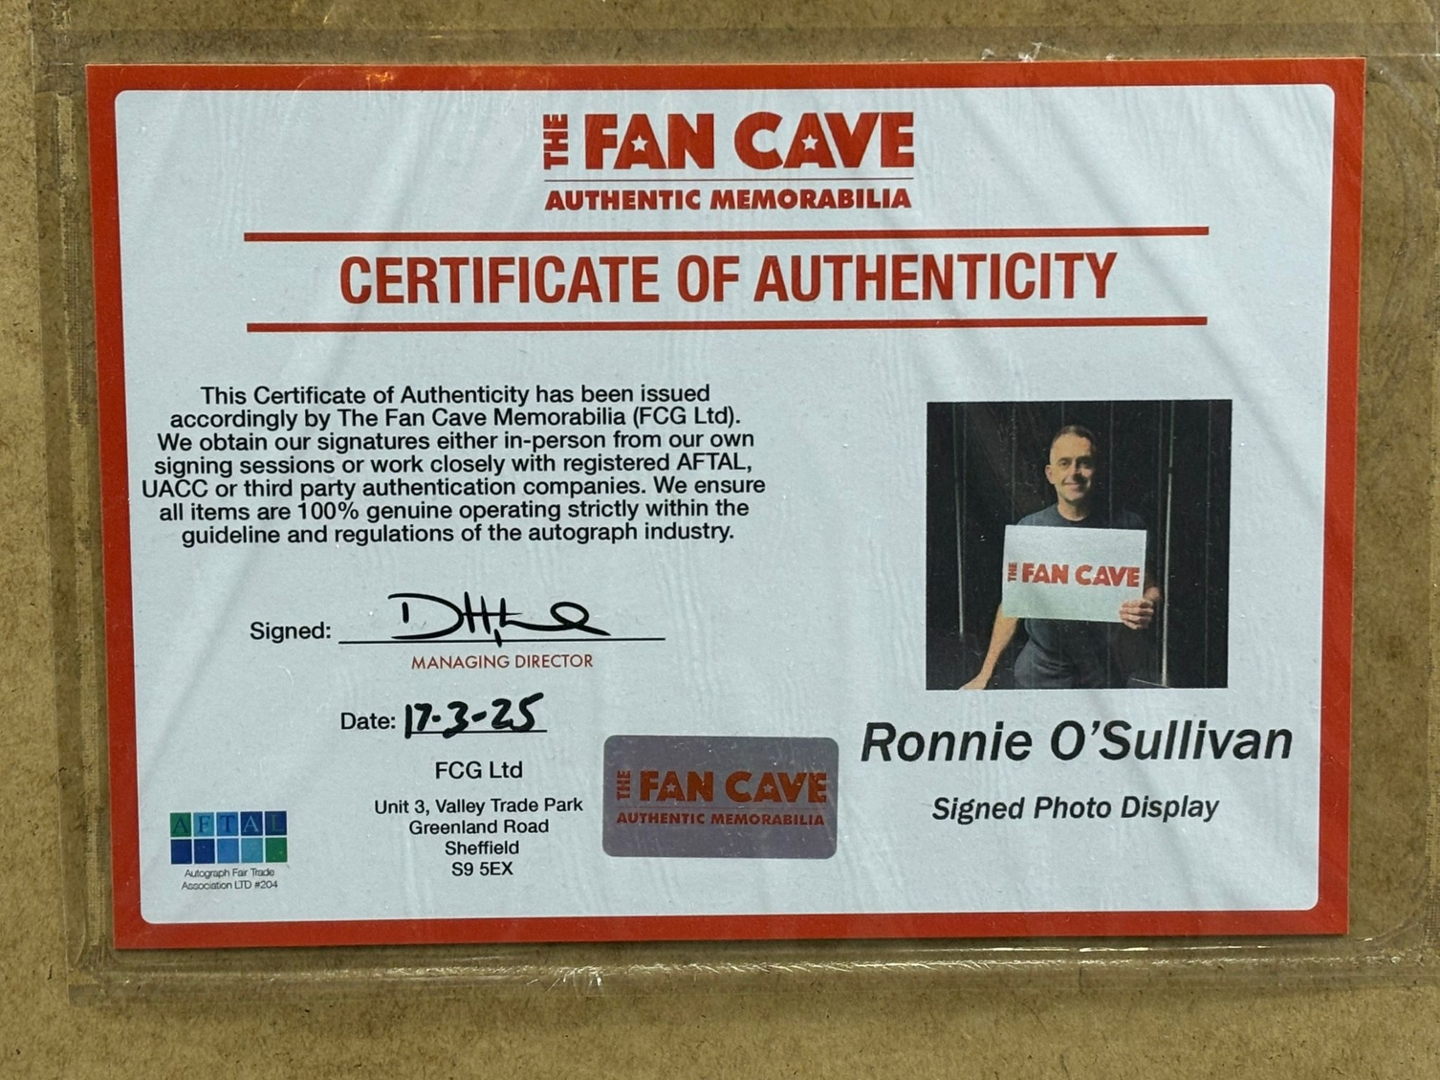 THE FAN CAVE
AUTHENTIC MEMORABILIA
CERTIFICATE OF AUTHENTICITY
This Certificate of Authenticity has been issued
accordingly by The Fan Cave Memorabilia (FCG Ltd).
We obtain our signatures either in-person from our own
signing sessions or work closely with registered AFTAL,
UACC or third party authentication companies. We ensure
all items are 100% genuine operating strictly within the
guideline and regulations of the autograph industry.
Signed:
MANAGING DIRECTOR
Date: 17-3-25
FCG Ltd
Unit 3, Valley Trade Park
Greenland Road
Sheffield
S9 5EX
AFTAL
Autograph Fair Trade
Association LTD #204
THE FAN CAVE
AUTHENTIC MEMORABILIA
THE FAN CAVE
Ronnie O'Sullivan
Signed Photo Display